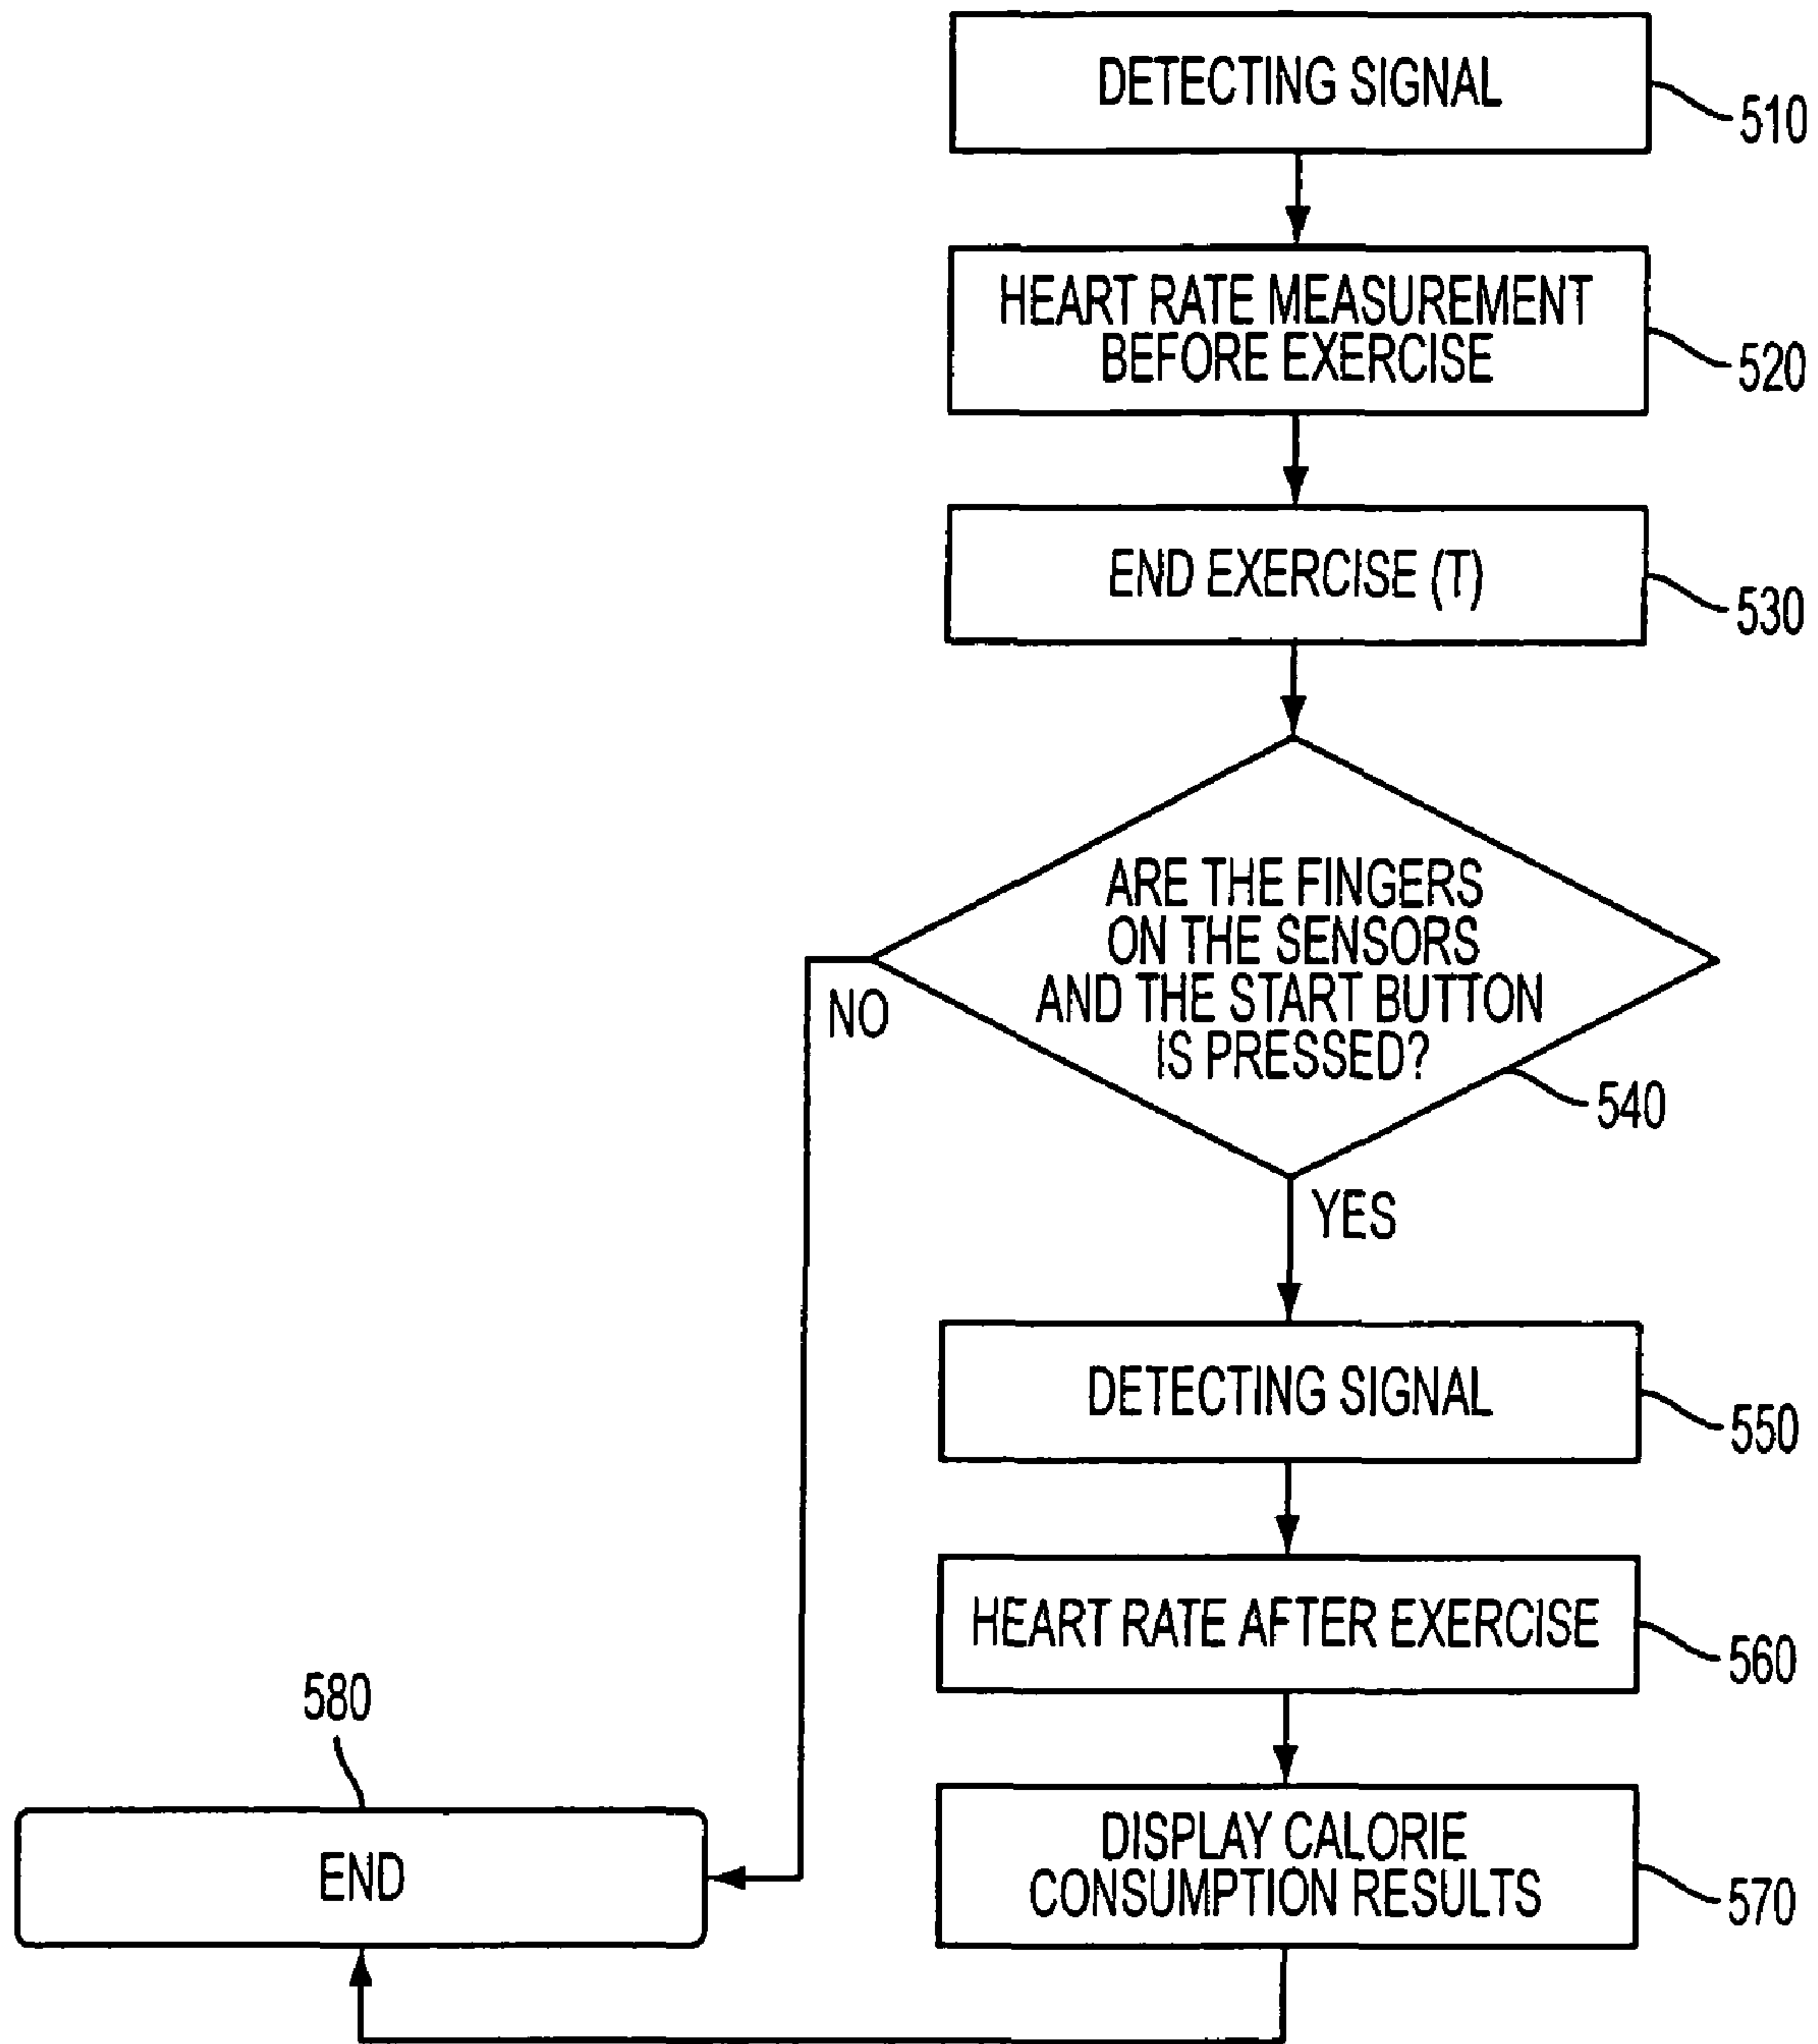 DETECTING SIGNAL
510
HEART RATE MEASUREMENT
BEFORE EXERCISE
520
END EXERCISE (T)
530
ARE THE FINGERS
ON THE SENSORS
AND THE START BUTTON
IS PRESSED?
540
NO
YES
DETECTING SIGNAL
550
HEART RATE AFTER EXERCISE
560
DISPLAY CALORIE
CONSUMPTION RESULTS
570
580
END